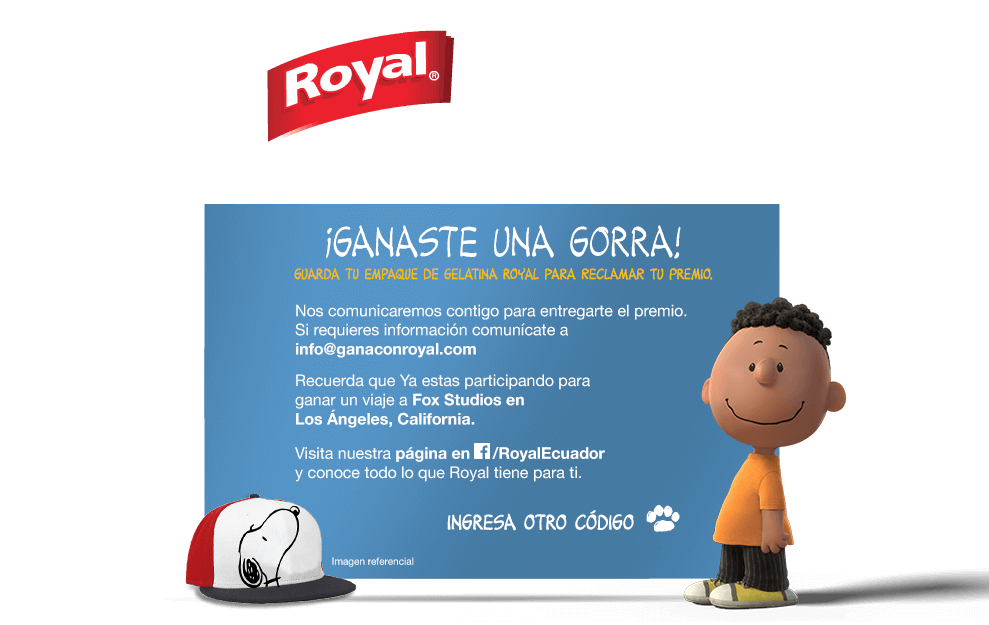 Royal®
¡GANASTE UNA GORRA!
GUARDA TU EMPAQUE DE GELATINA ROYAL PARA RECLAMAR TU PREMIO.
Nos comunicaremos contigo para entregarte el premio.
Si requieres información comunícate a
info@ganaconroyal.com
Recuerda que Ya estas participando para
ganar un viaje a Fox Studios en
Los Ángeles, California.
Visita nuestra página en f/RoyalEcuador
y conoce todo lo que Royal tiene para ti.
INGRESA OTRO CÓDIGO
Imagen referencial